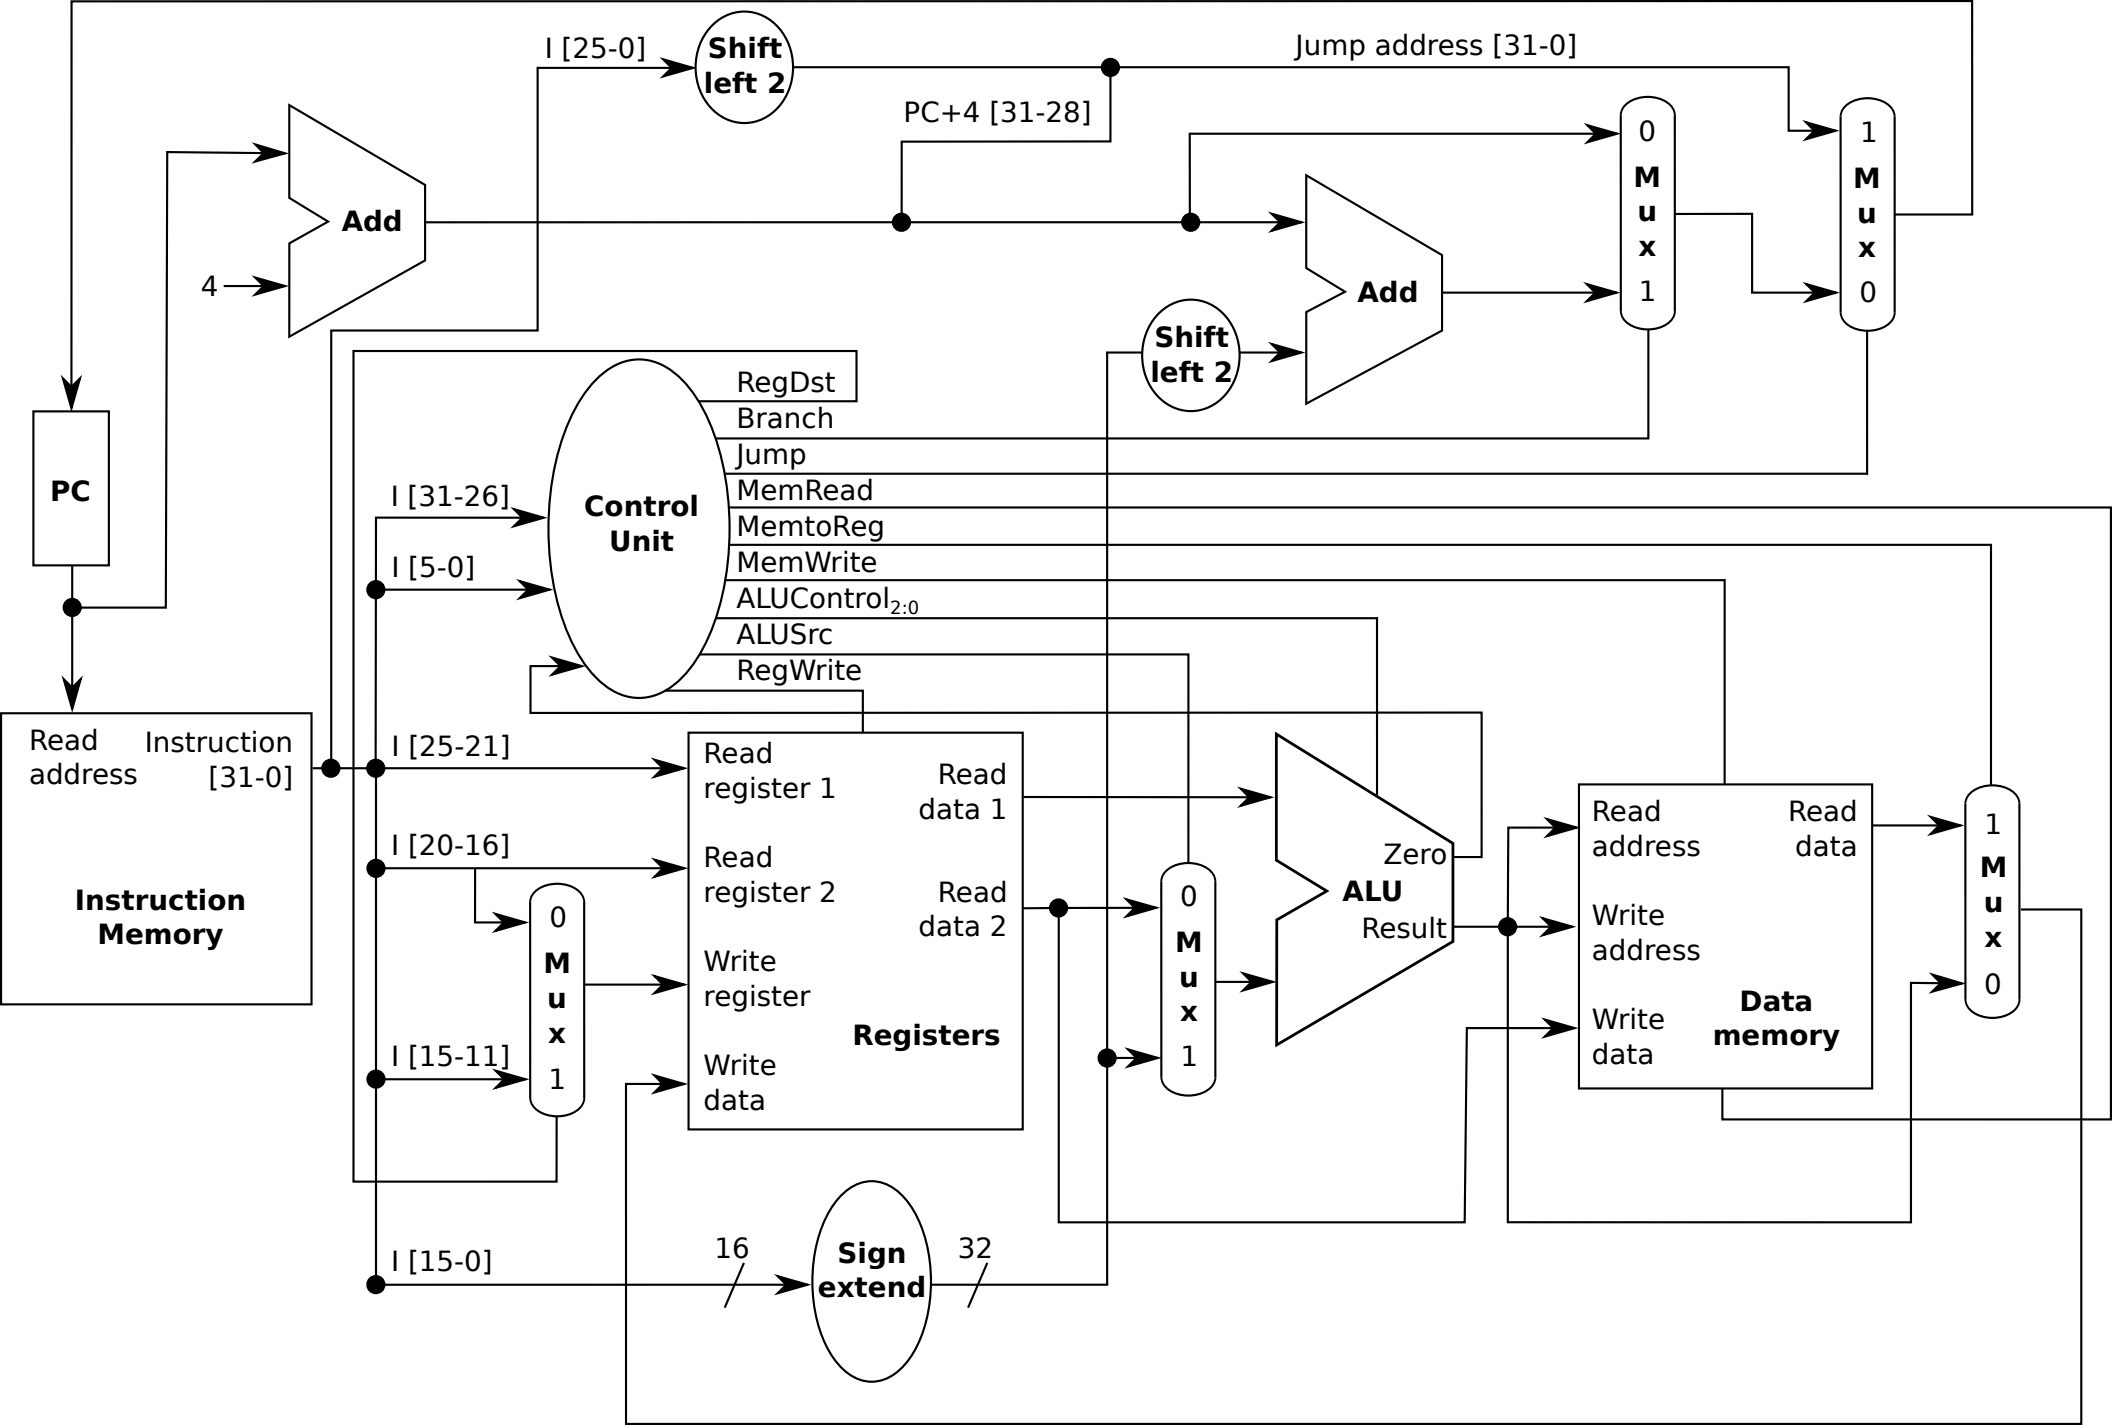 I [25-0]
Shift
left 2
Jump address [31-0]
PC+4 [31-28]
Add
4
0
M
u
x
1
1
M
u
x
0
Add
Shift
left 2
PC
Control
Unit
RegDst
Branch
Jump
MemRead
MemtoReg
MemWrite
ALUControl2:0
ALUSrc
RegWrite
I [31-26]
I [5-0]
Read
address
Instruction
[31-0]
Instruction
Memory
I [25-21]
I [20-16]
I [15-11]
I [15-0]
0
M
u
x
1
Read
register 1
Read
register 2
Write
register
Write
data
Read
data 1
Read
data 2
Registers
0
M
u
x
1
Zero
ALU
Result
Read
address
Write
address
Write
data
Read
data
Data
memory
1
M
u
x
0
16
Sign
extend
32